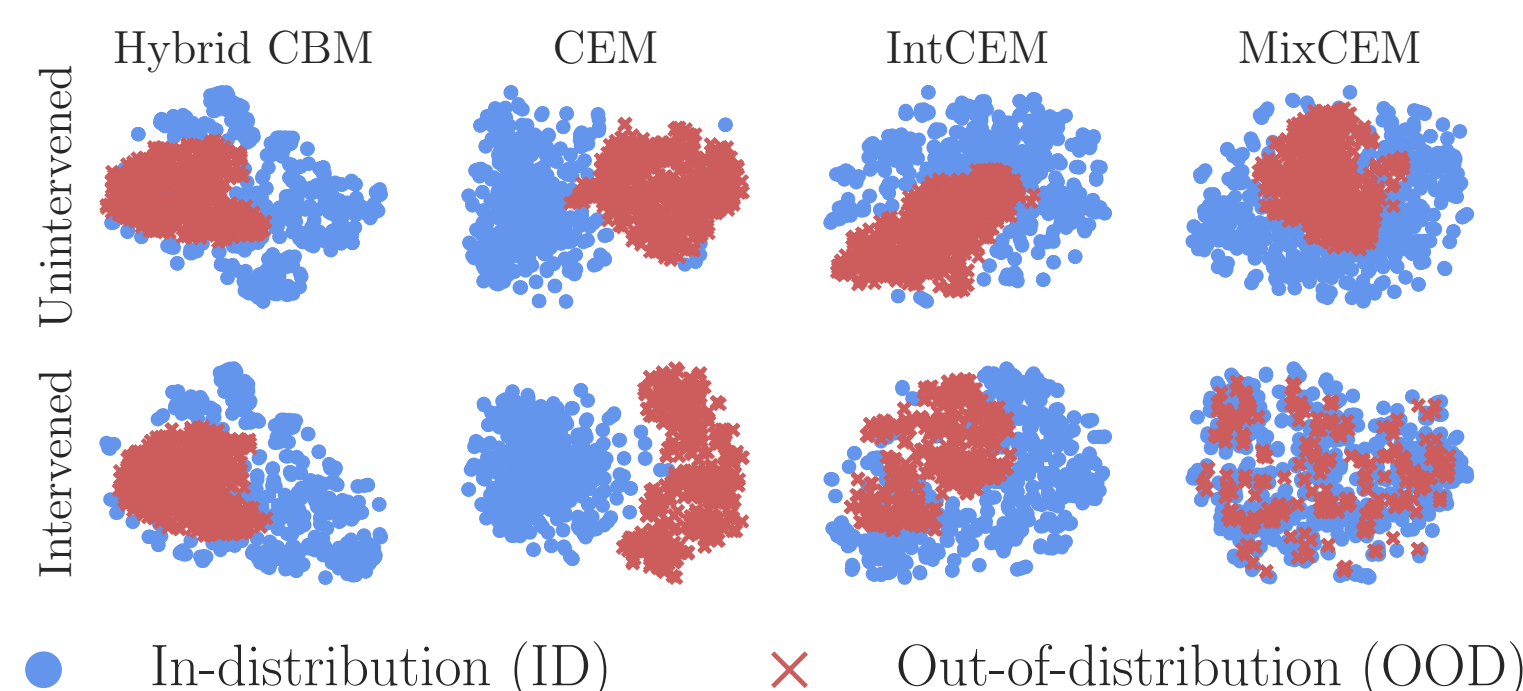 Hybrid CBM CEM IntCEM MixCEM
Unintervened
Intervened
In-distribution (ID) Out-of-distribution (OOD)